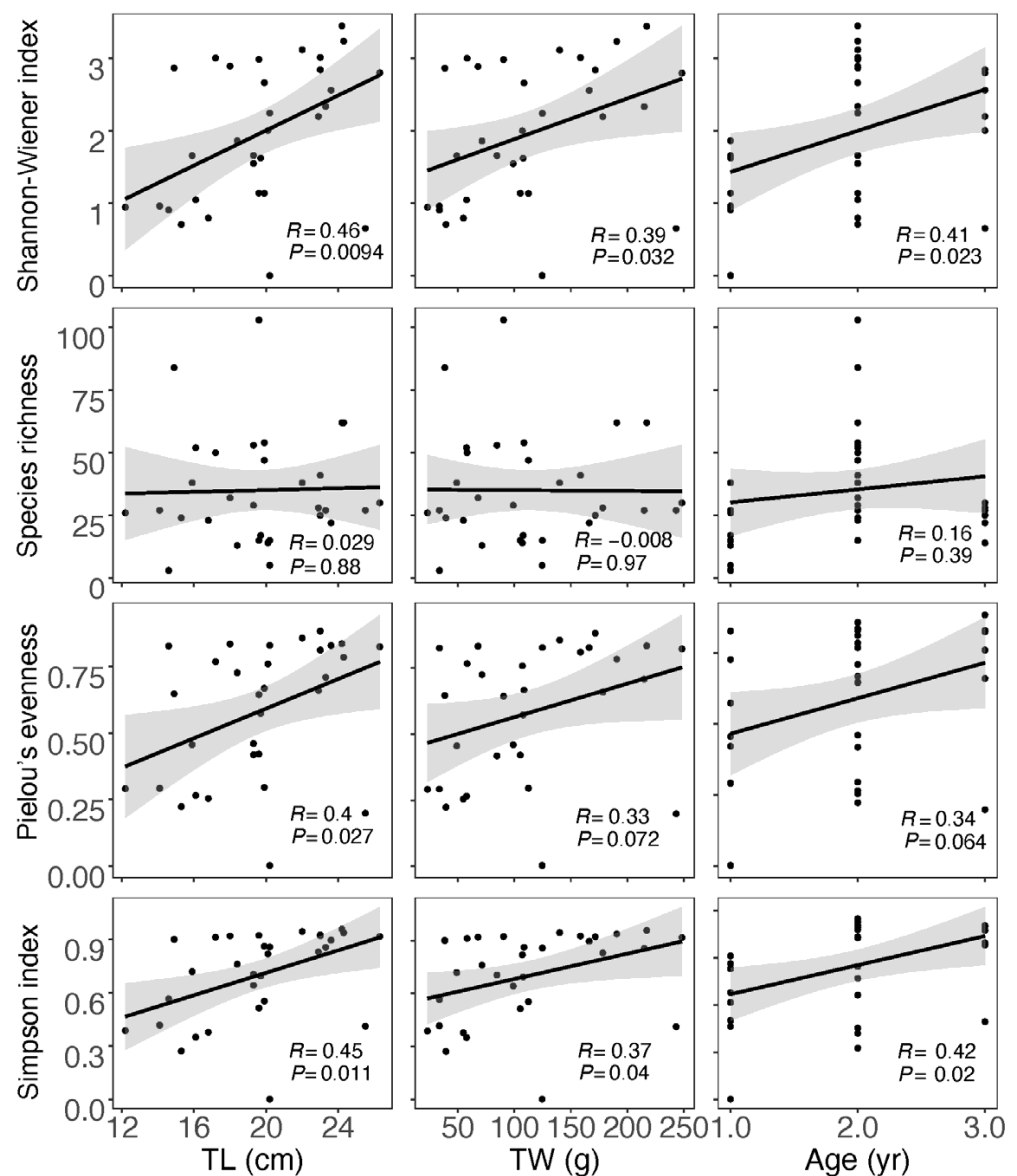 Shannon-Wiener index
3
2
1
0
R = 0.46
P = 0.0094
R = 0.39
P = 0.032
R = 0.41
P = 0.023
Species richness
100
75
50
25
0
R = 0.029
P = 0.88
R = −0.008
P = 0.97
R = 0.16
P = 0.39
Pielou's evenness
0.75
0.50
0.25
0.00
R = 0.4
P = 0.027
R = 0.33
P = 0.072
R = 0.34
P = 0.064
Simpson index
0.9
0.6
0.3
0.0
R = 0.45
P = 0.011
R = 0.37
P = 0.04
R = 0.42
P = 0.02
12 16 20 24
50 100 150 200 250
1.0 2.0 3.0
TL (cm) TW (g) Age (yr)